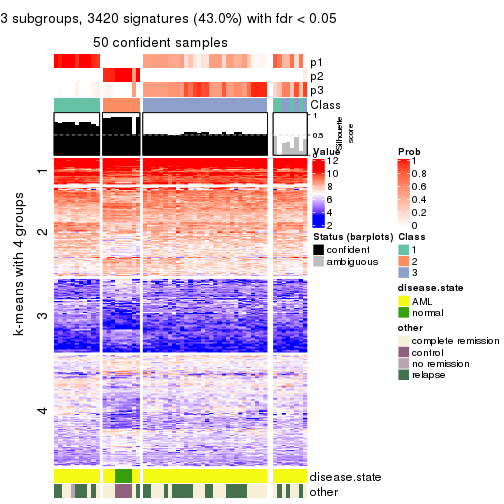 3 subgroups, 3420 signatures (43.0%) with fdr < 0.05
50 confident samples
p1
p2
p3
Class
1
0.5
0
Silhouette
score
k-means with 4 groups
1
2
3
4
disease.state
other
Value
12
10
8
6
4
2
Status (barplots)
confident
ambiguous
Prob
1
0.8
0.6
0.4
0.2
0
Class
1
2
3
disease.state
AML
normal
other
complete remission
control
no remission
relapse